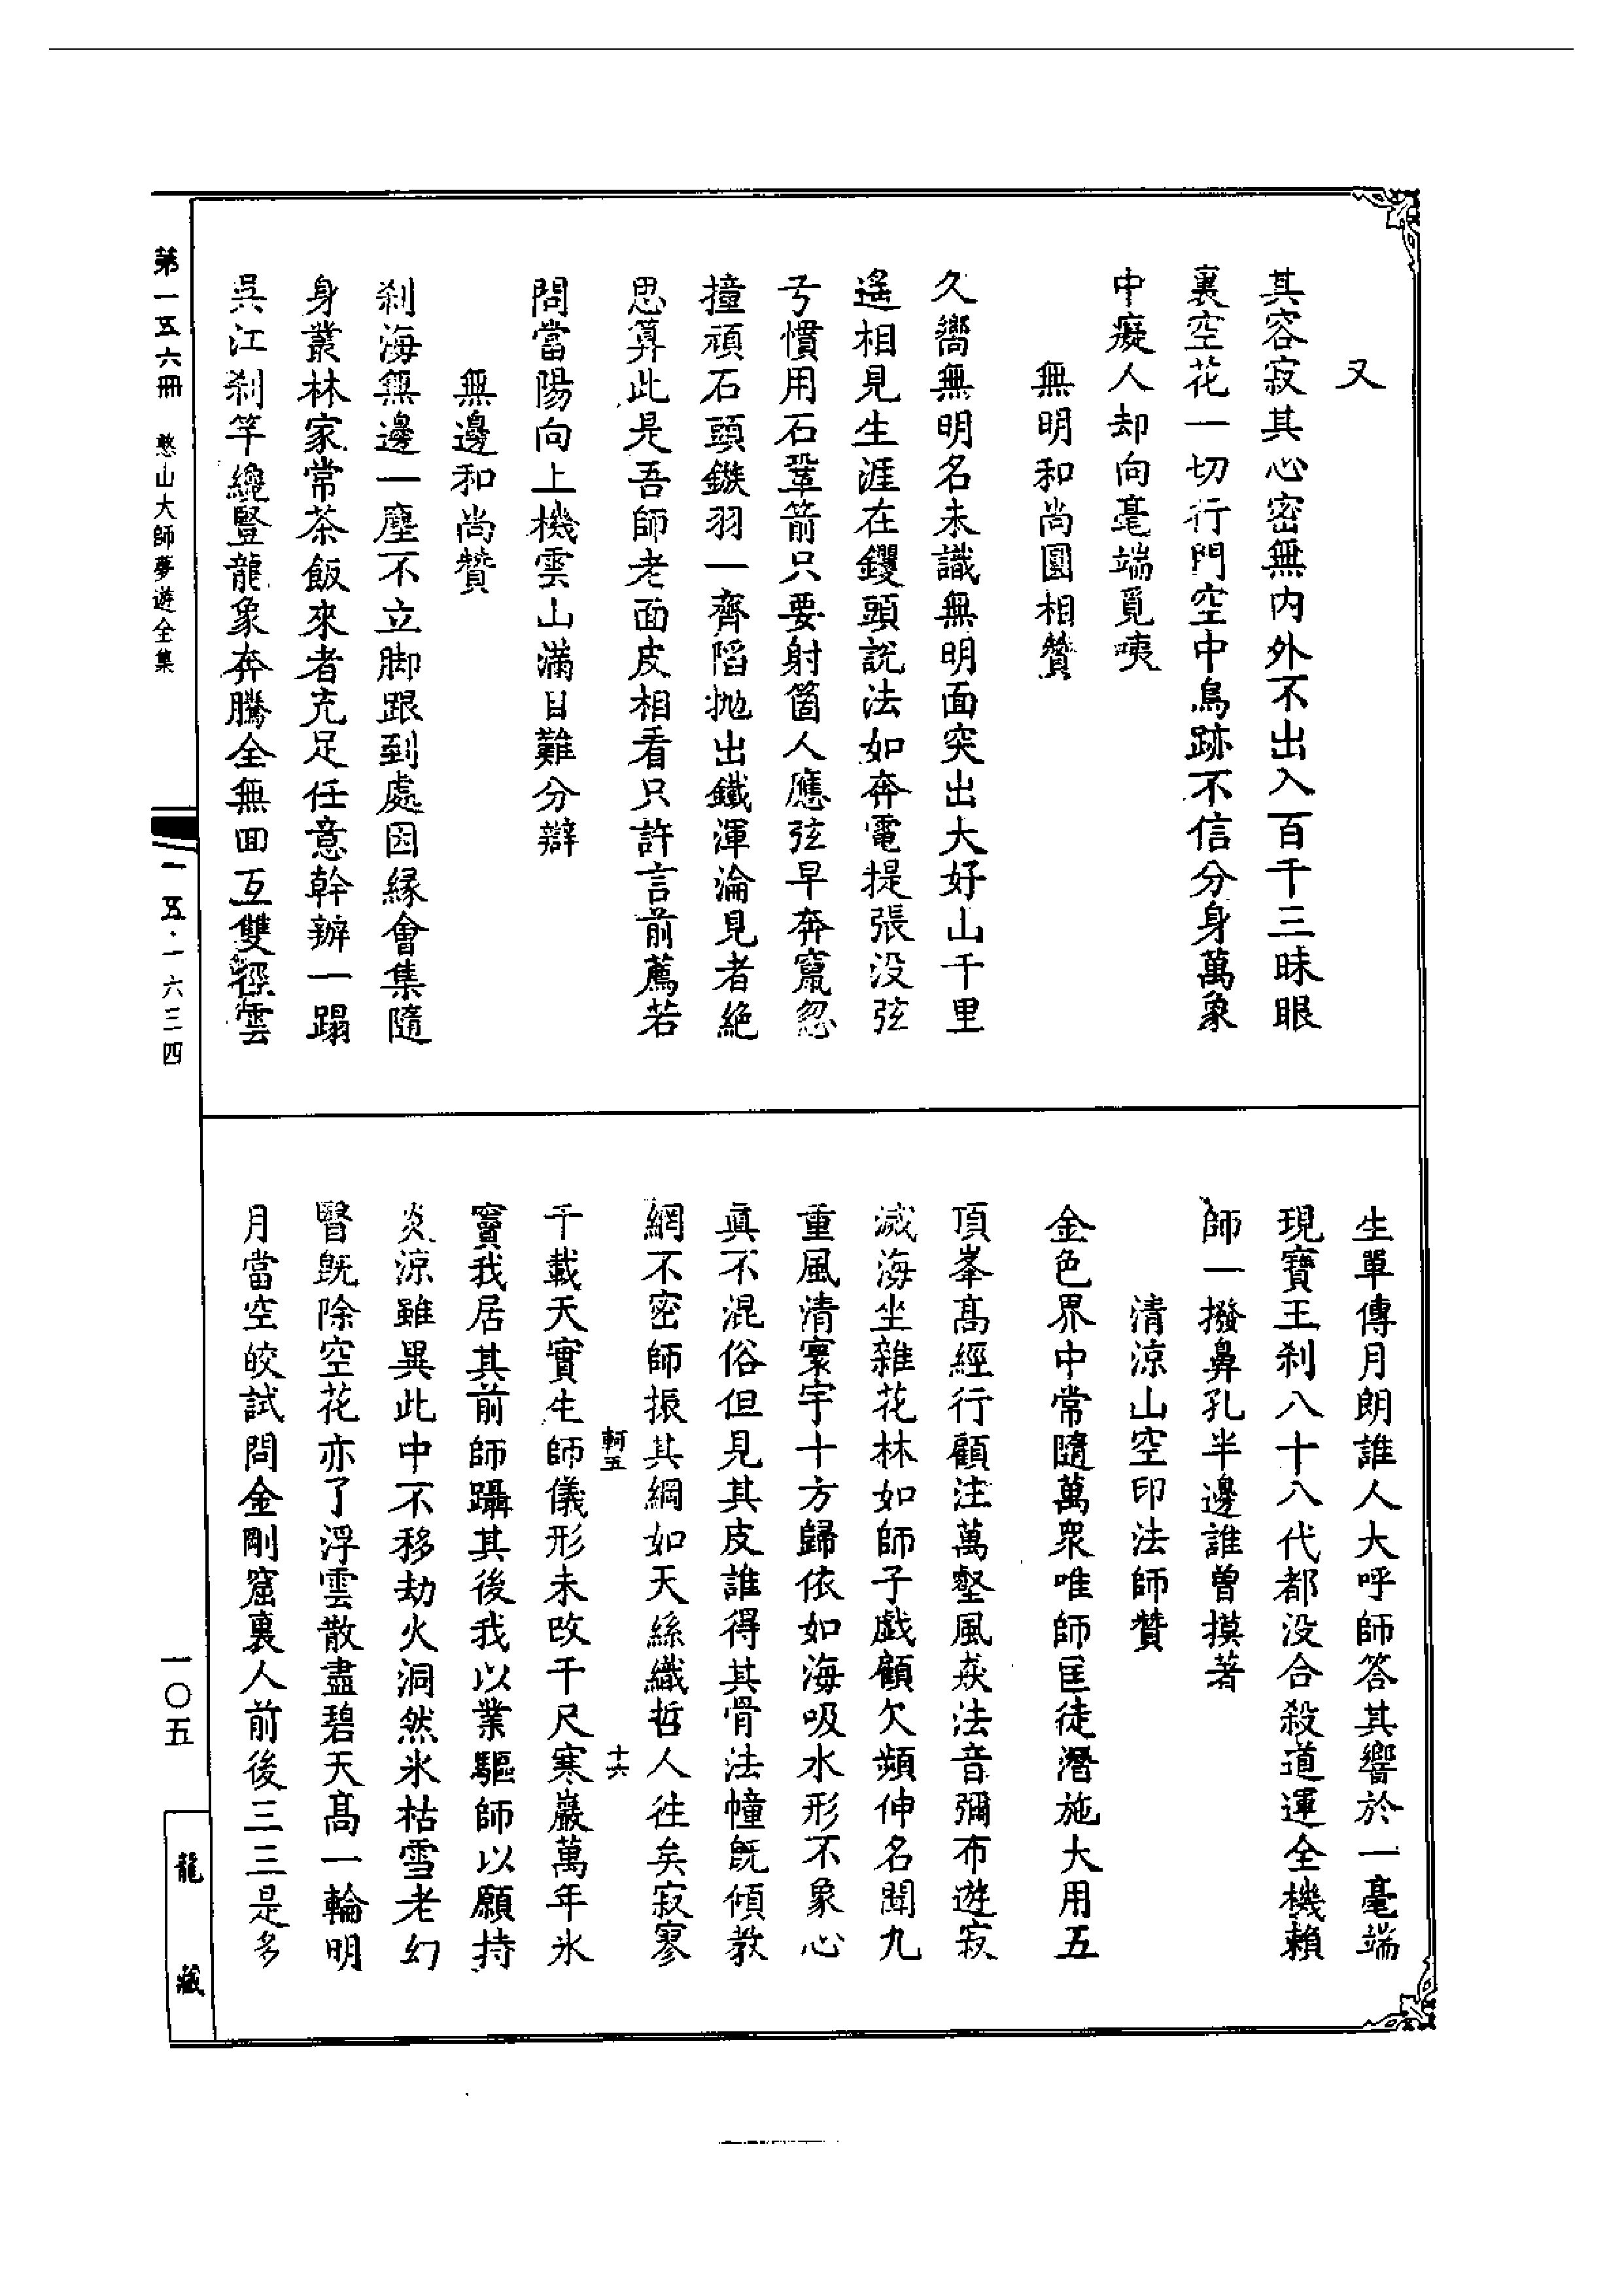 又
其容寂其心密無内外不出入百千三昧眼
裏空花一切行門空中鳥跡不信分身萬象
中癡人却向毫端覓咦
無明和尚圓相贊
久嚮無明名未識無明面突出大好山千里
遙相見生涯在钁頭說法如奔電提張没弦
弓慣用石鞏箭只要射箇人應弦早奔竄忽
撞頑石頭鏃羽一齊陷抛出鐵渾淪見者絶
思算此是吾師老面皮相看只許言前薦若
問當陽向上機雲山滿目難分辯
無邊和尚贊
刹海無邊一塵不立脚跟到處因緣會集隨
身叢林家常茶飯來者充足任意幹辦一蹋
吳江刹竿纔豎龍象奔騰全無回互雙徑雲
生單傳月朗誰人大呼師答其響於一毫端
現寶王刹八十八代都没合殺道運全機賴
師一撥鼻孔半邊誰曾摸著
清涼山空印法師贊
金色界中常隨萬衆唯師匡徒潛施大用五
頂峯高經行顧注萬壑風猋法音彌布遊寂
滅海坐雜花林如師子戲顧欠頻伸名聞九
重風清寰宇十方歸依如海吸水形不象心
眞不混俗但見其皮誰得其骨法幢旣傾教
網不密師振其綱如天絲織哲人徃矣寂寥
千載天實生師儀形未改千尺寒巖萬年氷
軻五
十六
窶我居其前師躡其後我以業驅師以願持
炎涼雖異此中不移劫火洞然氷枯雪老幻
瞖旣除空花亦了浮雲散盡碧天高一輪明
月當空皎試問金剛窟裏人前後三三是多
第一五六冊 憨山大師夢遊全集
一五·一六三四
一〇五
龍藏